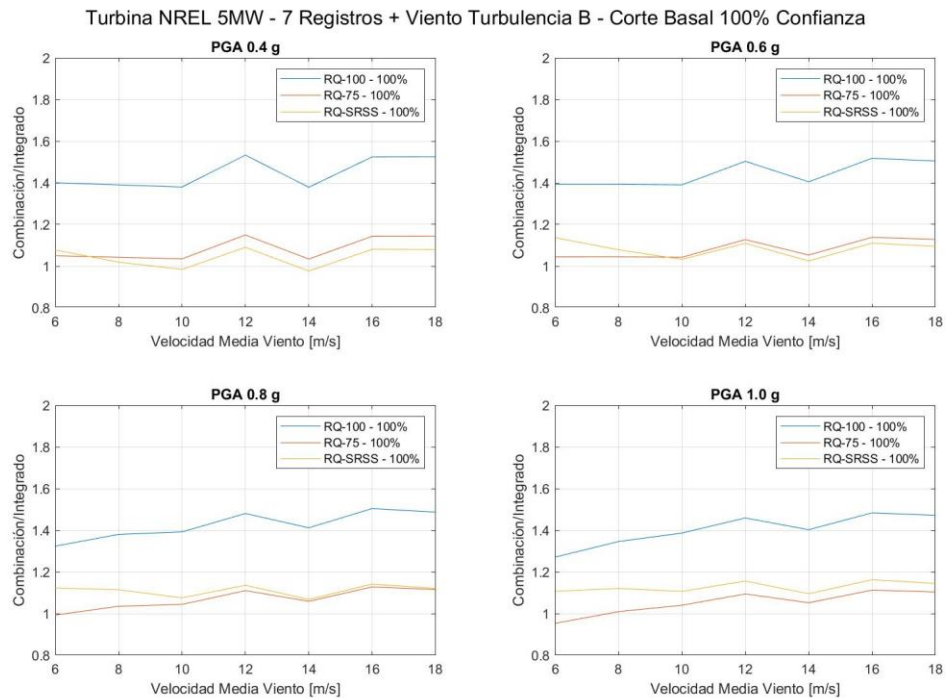 Turbina NREL 5MW - 7 Registros + Viento Turbulencia B - Corte Basal 100% Confianza
PGA 0.4 g
2
1.8
1.6
1.4
1.2
1
0.8
Combinación/Integrado
RQ-100 - 100%
RQ-75 - 100%
RQ-SRSS - 100%
6 8 10 12 14 16 18
Velocidad Media Viento [m/s]
PGA 0.6 g
2
1.8
1.6
1.4
1.2
1
0.8
Combinación/Integrado
RQ-100 - 100%
RQ-75 - 100%
RQ-SRSS - 100%
6 8 10 12 14 16 18
Velocidad Media Viento [m/s]
PGA 0.8 g
2
1.8
1.6
1.4
1.2
1
0.8
Combinación/Integrado
RQ-100 - 100%
RQ-75 - 100%
RQ-SRSS - 100%
6 8 10 12 14 16 18
Velocidad Media Viento [m/s]
PGA 1.0 g
2
1.8
1.6
1.4
1.2
1
0.8
Combinación/Integrado
RQ-100 - 100%
RQ-75 - 100%
RQ-SRSS - 100%
6 8 10 12 14 16 18
Velocidad Media Viento [m/s]